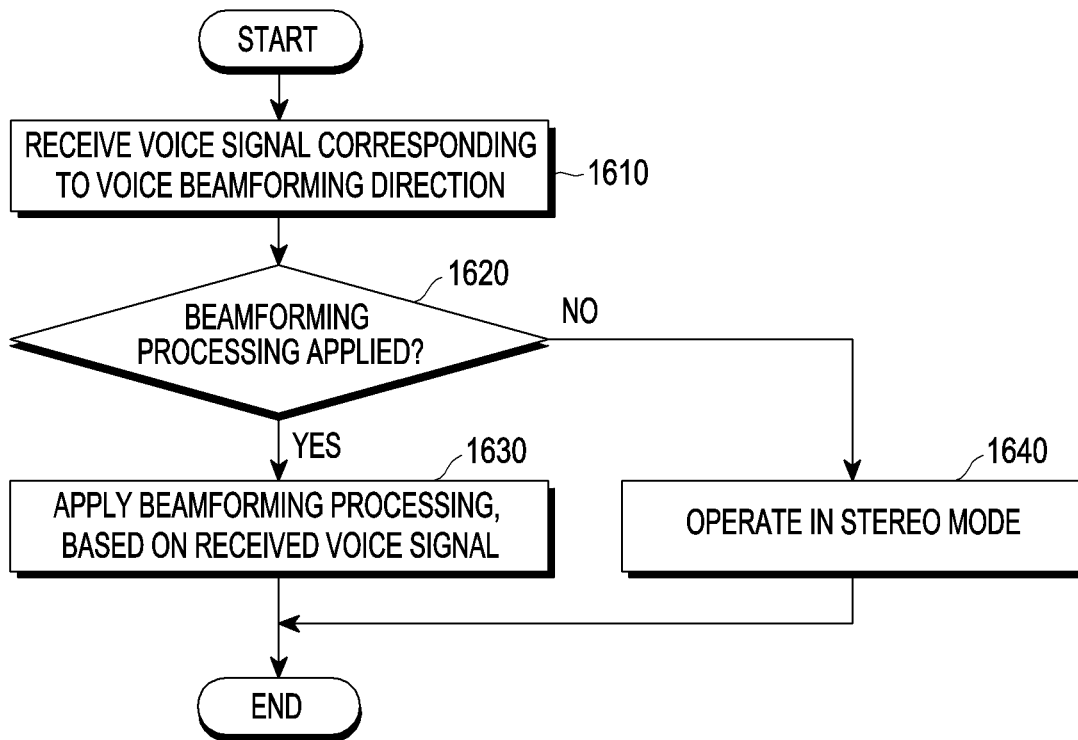 START
RECEIVE VOICE SIGNAL CORRESPONDING
TO VOICE BEAMFORMING DIRECTION
1610
1620
BEAMFORMING
PROCESSING APPLIED?
NO
YES
1630
APPLY BEAMFORMING PROCESSING,
BASED ON RECEIVED VOICE SIGNAL
1640
OPERATE IN STEREO MODE
END